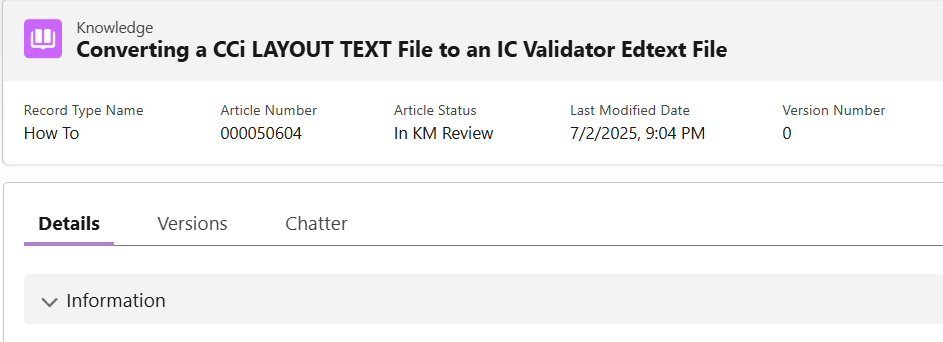 Knowledge
Converting a CCi LAYOUT TEXT File to an IC Validator Edtext File
Record Type Name Article Number Article Status Last Modified Date Version Number
How To 000050604 In KM Review 7/2/2025, 9:04 PM 0
Details Versions Chatter
Information